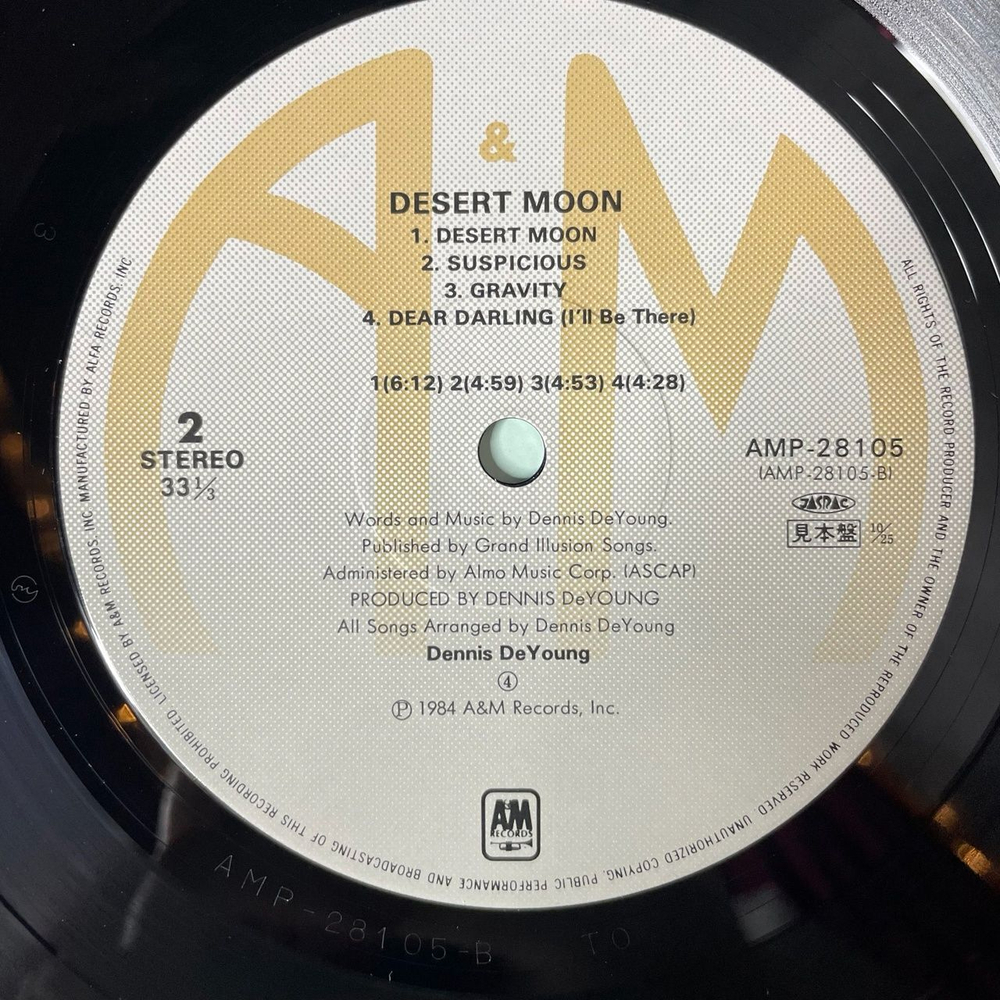 A&M
DESERT MOON
1. DESERT MOON
2. SUSPICIOUS
3. GRAVITY
4. DEAR DARLING (I'll Be There)
1(6:12) 2(4:59) 3(4:53) 4(4:28)
2
STEREO
33⅓
AMP-28105
(AMP-28105-B)
JASRAC
見本盤 10/25
Words and Music by Dennis DeYoung.
Published by Grand Illusion Songs.
Administered by Almo Music Corp. (ASCAP)
PRODUCED BY DENNIS DeYOUNG
All Songs Arranged by Dennis DeYoung
Dennis DeYoung
④
Ⓟ 1984 A&M Records, Inc.
A&M RECORDS
ALL RIGHTS OF THE RECORD PRODUCER AND THE OWNER OF THE REPRODUCED WORK RESERVED. UNAUTHORIZED COPYING, PUBLIC PERFORMANCE AND BROADCASTING OF THIS RECORDING PROHIBITED. LICENSED BY A&M RECORDS, INC. MANUFACTURED BY ALFA RECORDS, INC
AMP-28105-B TO